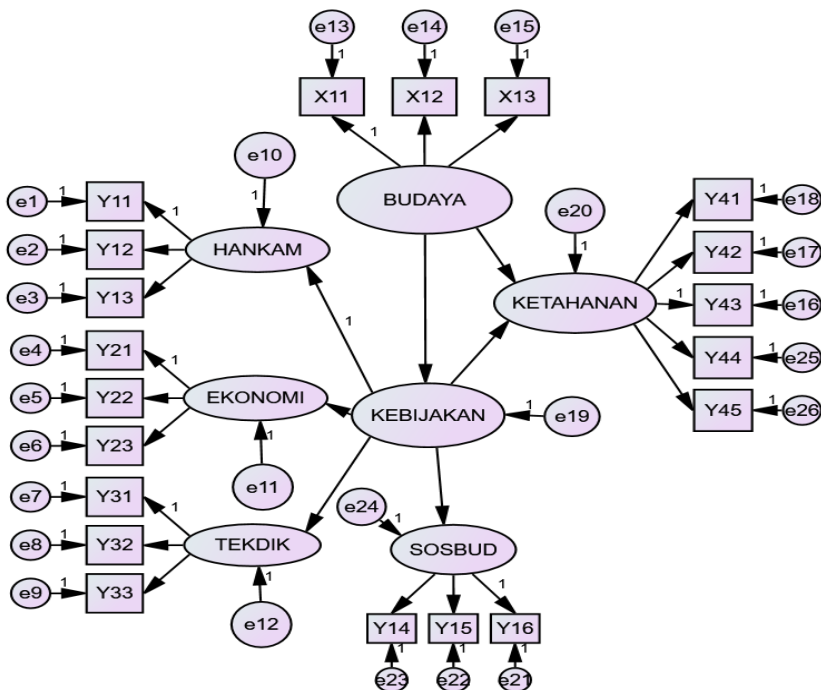 e13
e14
e15
1
1
1
X11
X12
X13
1
e10
1
BUDAYA
e1
1
Y11
1
e2
1
Y12
HANKAM
e3
1
Y13
e20
1
KETAHANAN
Y41
1
e18
Y42
1
e17
1
Y43
1
e16
Y44
1
e25
Y45
1
e26
1
e4
1
Y21
1
e5
1
Y22
EKONOMI
e6
1
Y23
1
e11
KEBIJAKAN
1
e19
e7
1
Y31
1
e8
1
Y32
TEKDIK
e9
1
Y33
1
e12
e24
1
SOSBUD
1
Y14
Y15
Y16
1
1
1
e23
e22
e21